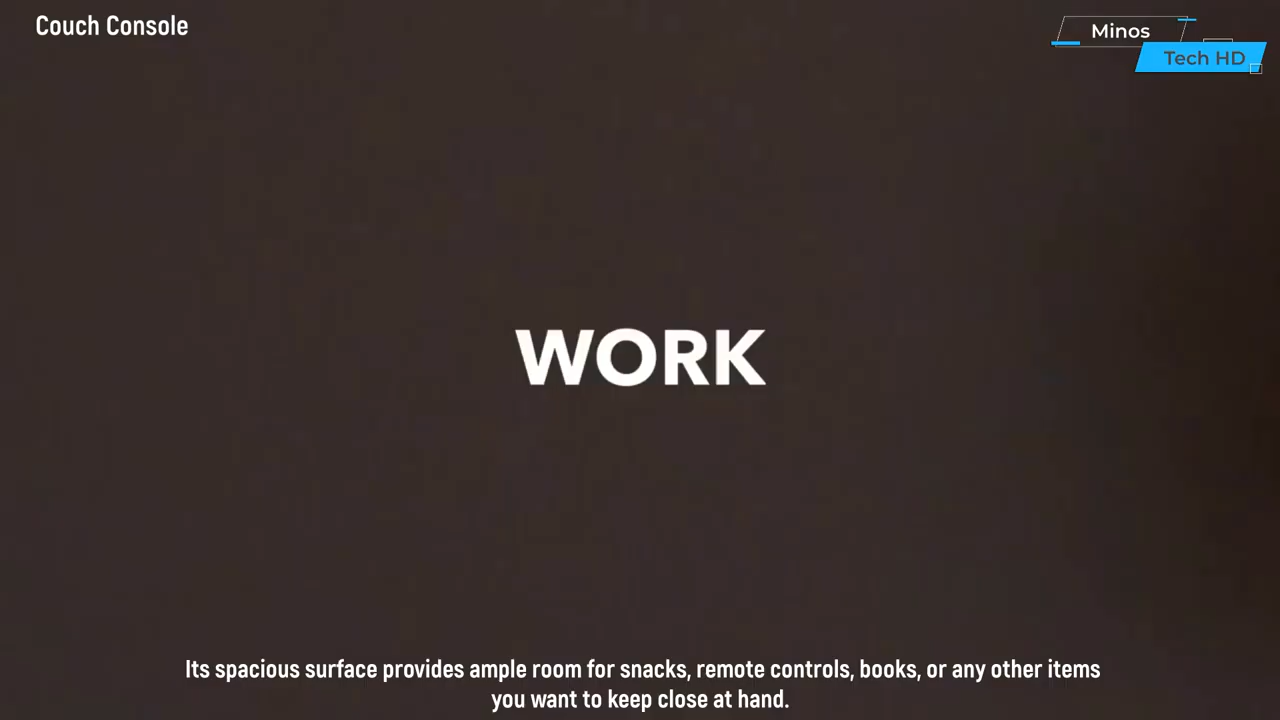 Couch Console
Minos
Tech HD
WORK
Its spacious surface provides ample room for snacks, remote controls, books, or any other items
you want to keep close at hand.